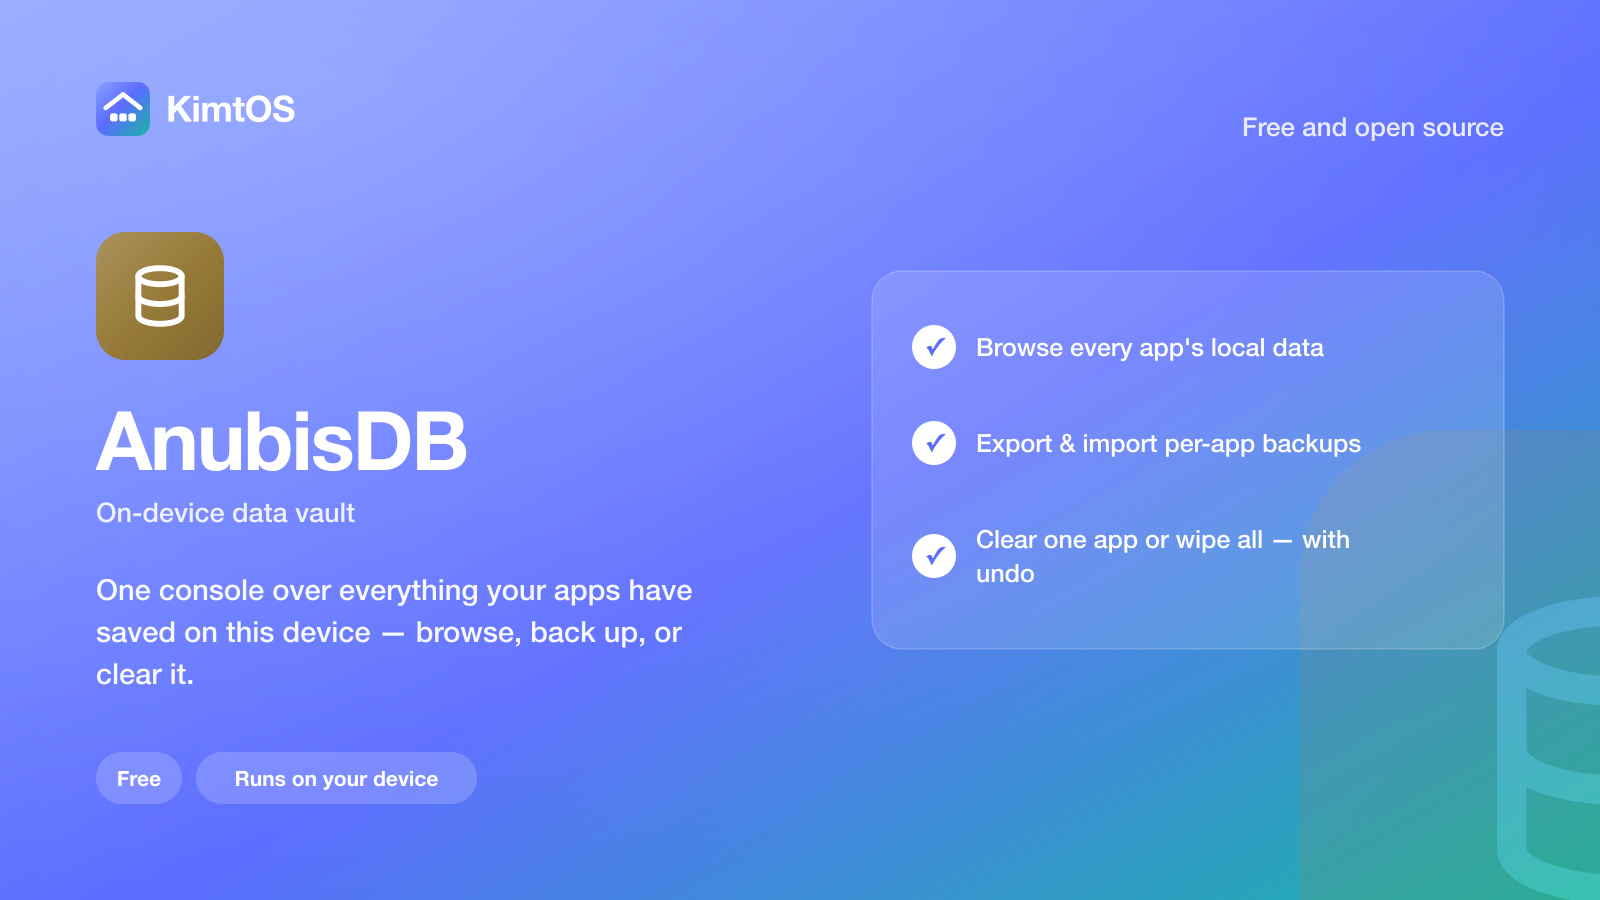 KimtOS
Free and open source
AnubisDB
On-device data vault
One console over everything your apps have
saved on this device — browse, back up, or
clear it.
Free
Runs on your device
Browse every app's local data
Export & import per-app backups
Clear one app or wipe all — with
undo